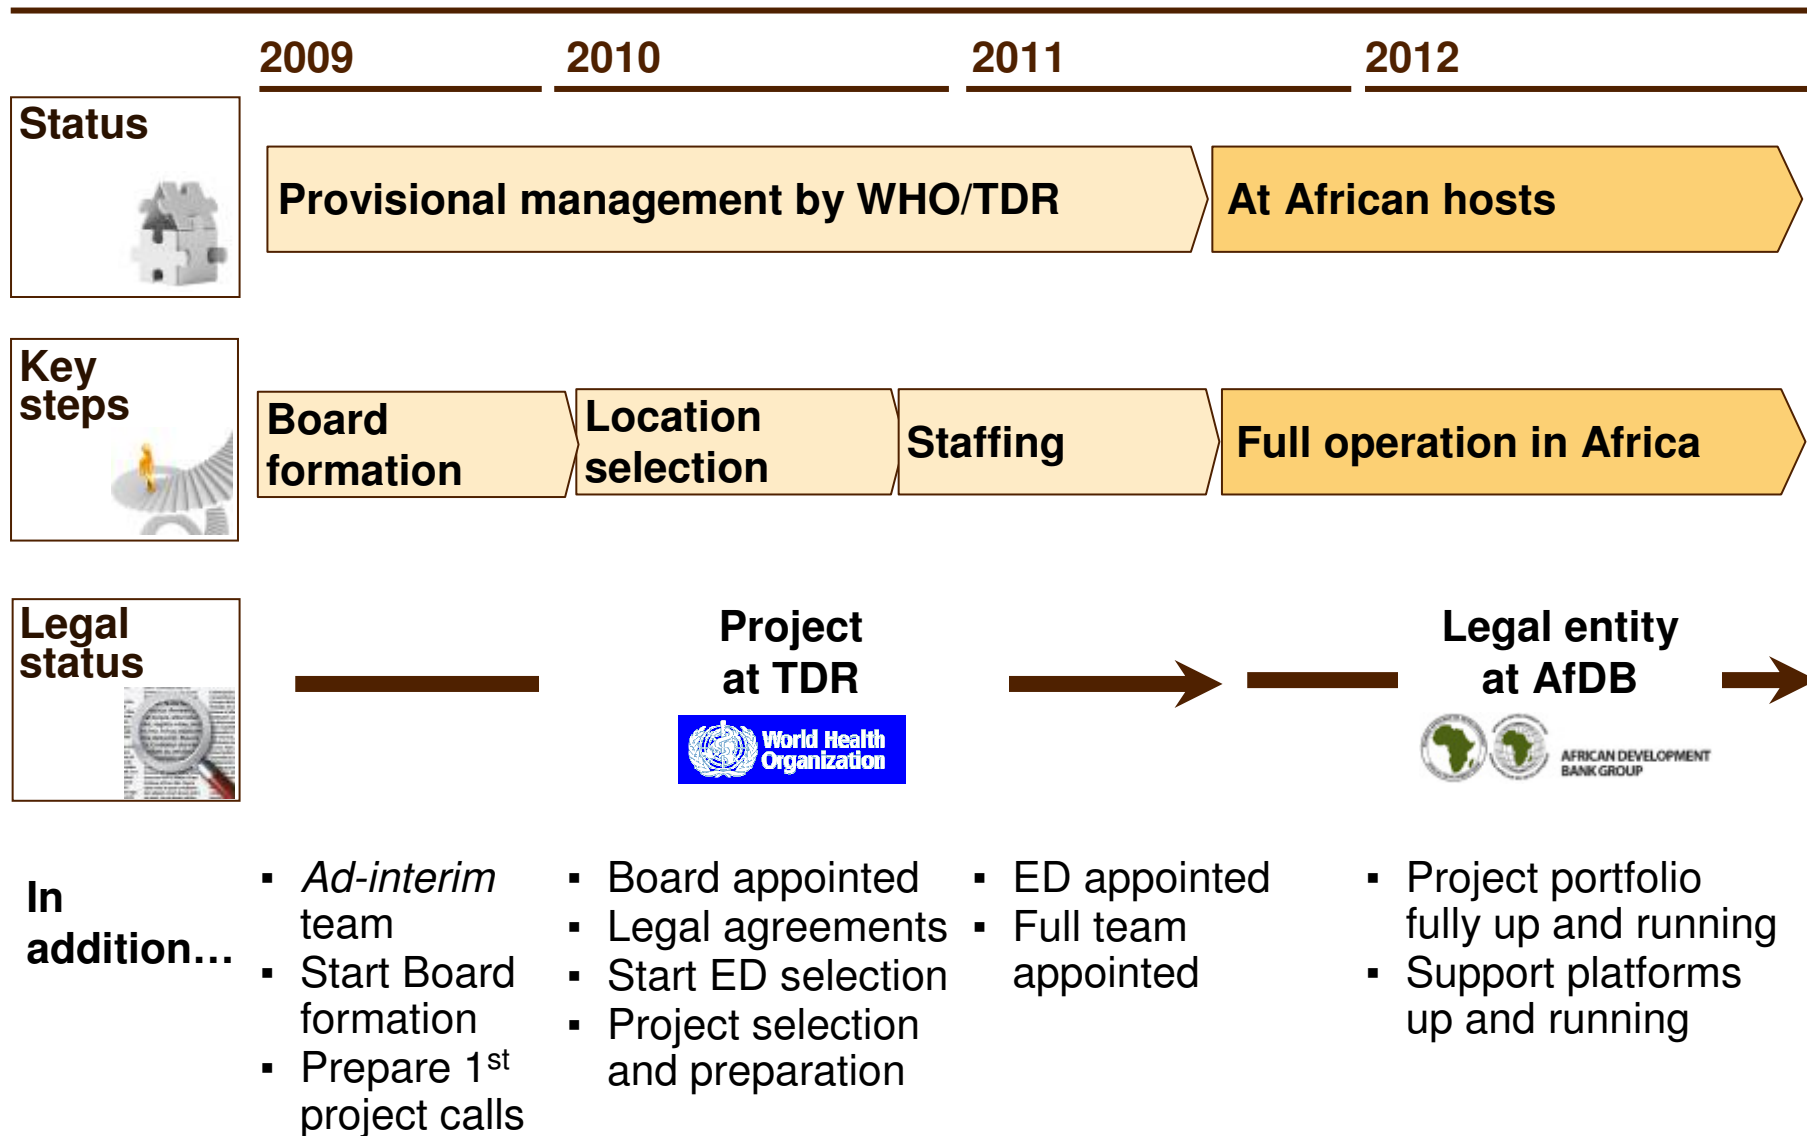 2009 2010 2011 2012
Status
Provisional management by WHO/TDR
At African hosts
Key
steps
Board
formation
Location
selection
Staffing
Full operation in Africa
Legal
status
Project
at TDR
World Health
Organization
Legal entity
at AfDB
AFRICAN DEVELOPMENT
BANK GROUP
In
addition…
▪ Ad-interim
team
▪ Start Board
formation
▪ Prepare 1st
project calls
▪ Board appointed
▪ Legal agreements
▪ Start ED selection
▪ Project selection
and preparation
▪ ED appointed
▪ Full team
appointed
▪ Project portfolio
fully up and running
▪ Support platforms
up and running